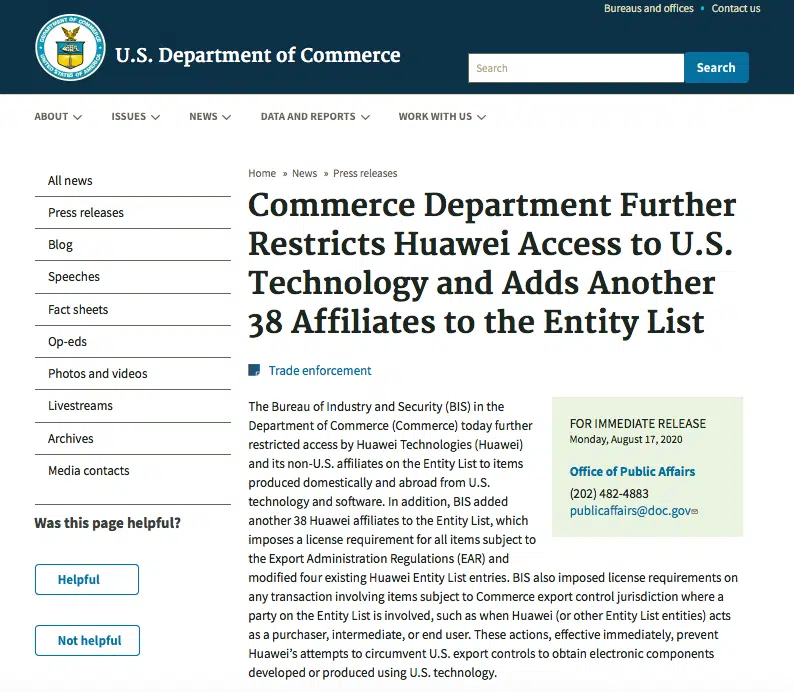 Bureaus and offices • Contact us
DEPARTMENT OF COMMERCE
UNITED STATES OF AMERICA
U.S. Department of Commerce
Search
Search
ABOUT
ISSUES
NEWS
DATA AND REPORTS
WORK WITH US
All news
Press releases
Blog
Speeches
Fact sheets
Op-eds
Photos and videos
Livestreams
Archives
Media contacts
Was this page helpful?
Helpful
Not helpful
Home » News » Press releases
Commerce Department Further
Restricts Huawei Access to U.S.
Technology and Adds Another
38 Affiliates to the Entity List
Trade enforcement
The Bureau of Industry and Security (BIS) in the
Department of Commerce (Commerce) today further
restricted access by Huawei Technologies (Huawei)
and its non-U.S. affiliates on the Entity List to items
produced domestically and abroad from U.S.
technology and software. In addition, BIS added
another 38 Huawei affiliates to the Entity List, which
imposes a license requirement for all items subject to
the Export Administration Regulations (EAR) and
modified four existing Huawei Entity List entries. BIS also imposed license requirements on
any transaction involving items subject to Commerce export control jurisdiction where a
party on the Entity List is involved, such as when Huawei (or other Entity List entities) acts
as a purchaser, intermediate, or end user. These actions, effective immediately, prevent
Huawei’s attempts to circumvent U.S. export controls to obtain electronic components
developed or produced using U.S. technology.
FOR IMMEDIATE RELEASE
Monday, August 17, 2020
Office of Public Affairs
(202) 482-4883
publicaffairs@doc.gov